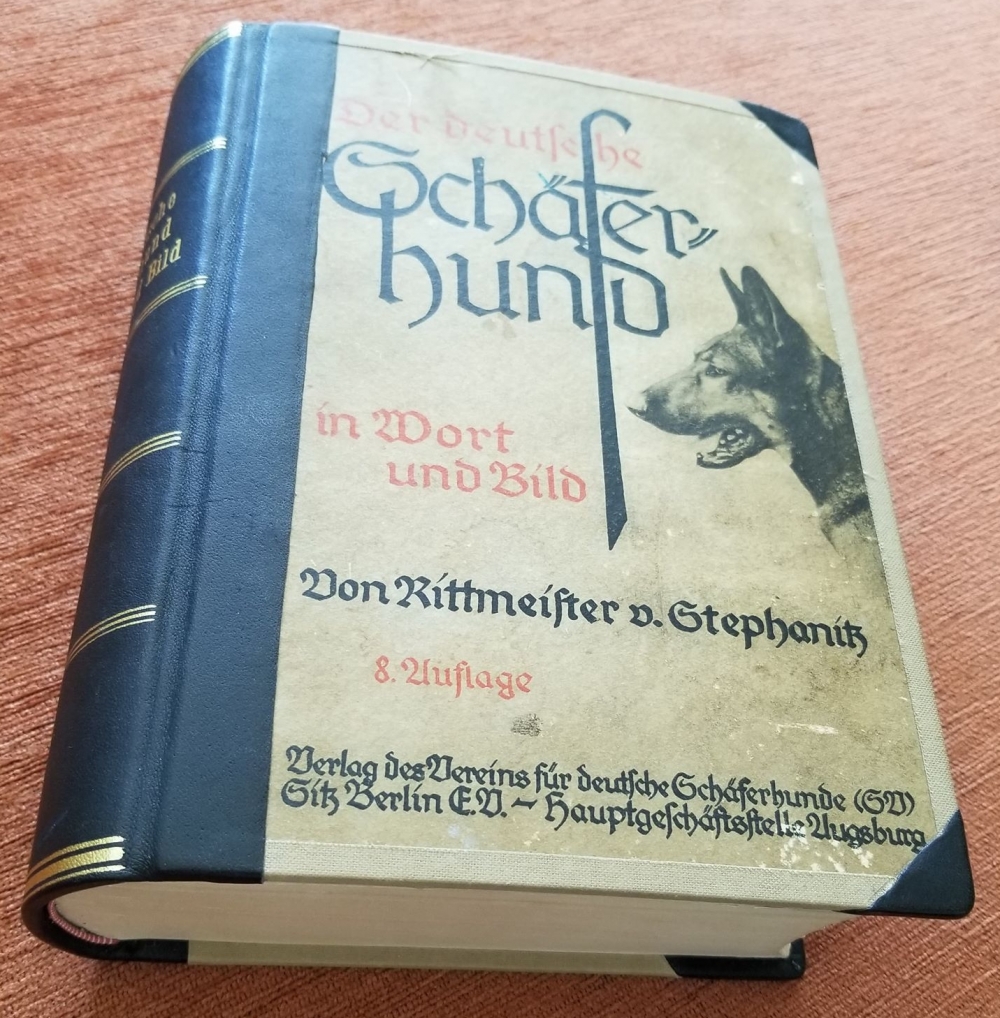 Bild
Der deutsche
Schäfer-
hund
in Wort
und Bild
Von Rittmeister v. Stephanitz
8. Auflage
Verlag des Vereins für deutsche Schäferhunde (SV)
Sitz Berlin E.V. – Hauptgeschäftsstelle Augsburg